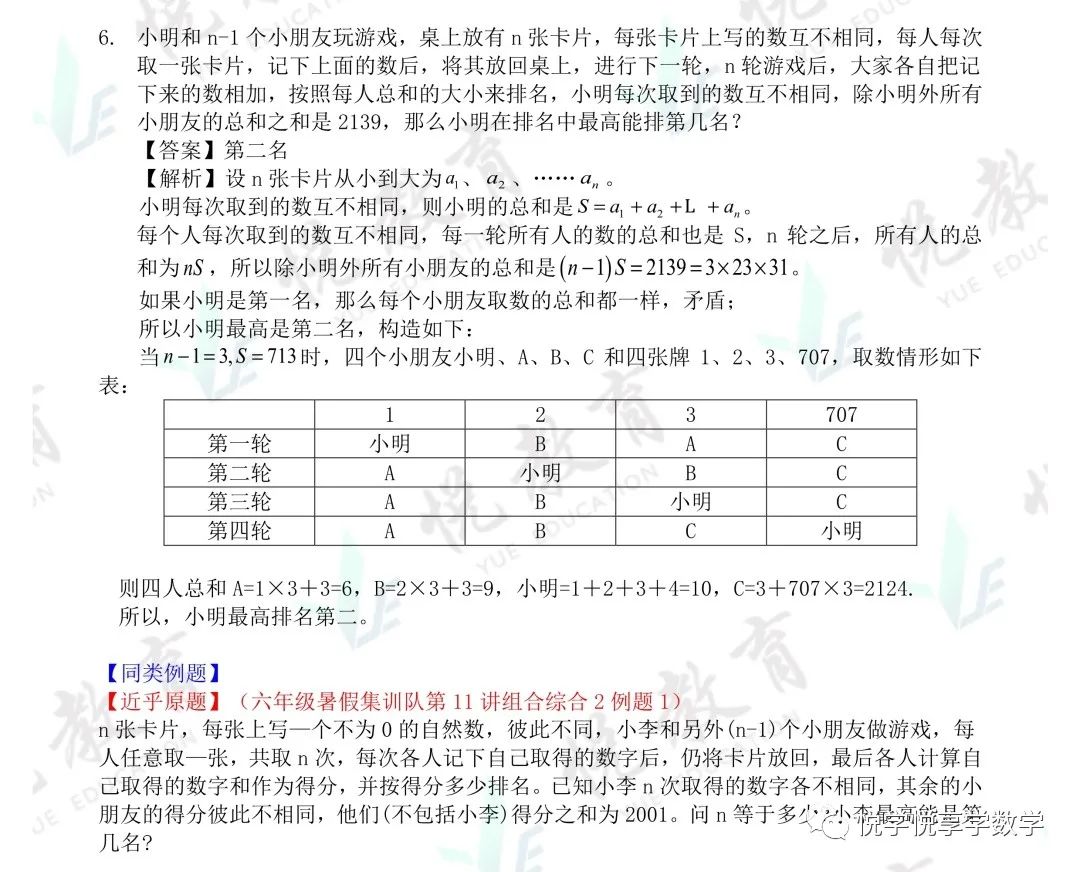 6. 小明和 n-1 个小朋友玩游戏，桌上放有 n 张卡片，每张卡片上写的数互不相同，每人每次
取一张卡片，记下上面的数后，将其放回桌上，进行下一轮，n 轮游戏后，大家各自把记
下来的数相加，按照每人总和的大小来排名，小明每次取到的数互不相同，除小明外所有
小朋友的总和之和是 2139，那么小明在排名中最高能排第几名？
【答案】第二名
【解析】设 n 张卡片从小到大为 a₁、 a₂ 、…… aₙ 。
小明每次取到的数互不相同，则小明的总和是 S=a₁+a₂+L +aₙ。
每个人每次取到的数互不相同，每一轮所有人的数的总和也是 S，n 轮之后，所有人的总
和为 nS ，所以除小明外所有小朋友的总和是 (n-1)S=2139=3×23×31。
如果小明是第一名，那么每个小朋友取数的总和都一样，矛盾；
所以小明最高是第二名，构造如下：
当 n-1=3,S=713 时，四个小朋友小明、A、B、C 和四张牌 1、2、3、707，取数情形如下
表：
1 2 3 707
第一轮 小明 B A C
第二轮 A 小明 B C
第三轮 A B 小明 C
第四轮 A B C 小明
则四人总和 A=1×3+3=6，B=2×3+3=9，小明=1+2+3+4=10，C=3+707×3=2124.
所以，小明最高排名第二。
【同类例题】
【近乎原题】（六年级暑假集训队第 11 讲组合综合 2 例题 1）
n 张卡片，每张上写—个不为 0 的自然数，彼此不同，小李和另外(n-1)个小朋友做游戏，每
人任意取—张，共取 n 次，每次各人记下自己取得的数字后，仍将卡片放回，最后各人计算自
己取得的数字和作为得分，并按得分多少排名。已知小李 n 次取得的数字各不相同，其余的小
朋友的得分彼此不相同，他们(不包括小李)得分之和为 2001。问 n 等于多少 小李最高能是第
几名?
悦学悦享学数学
悦教育
YUE EDUCATION